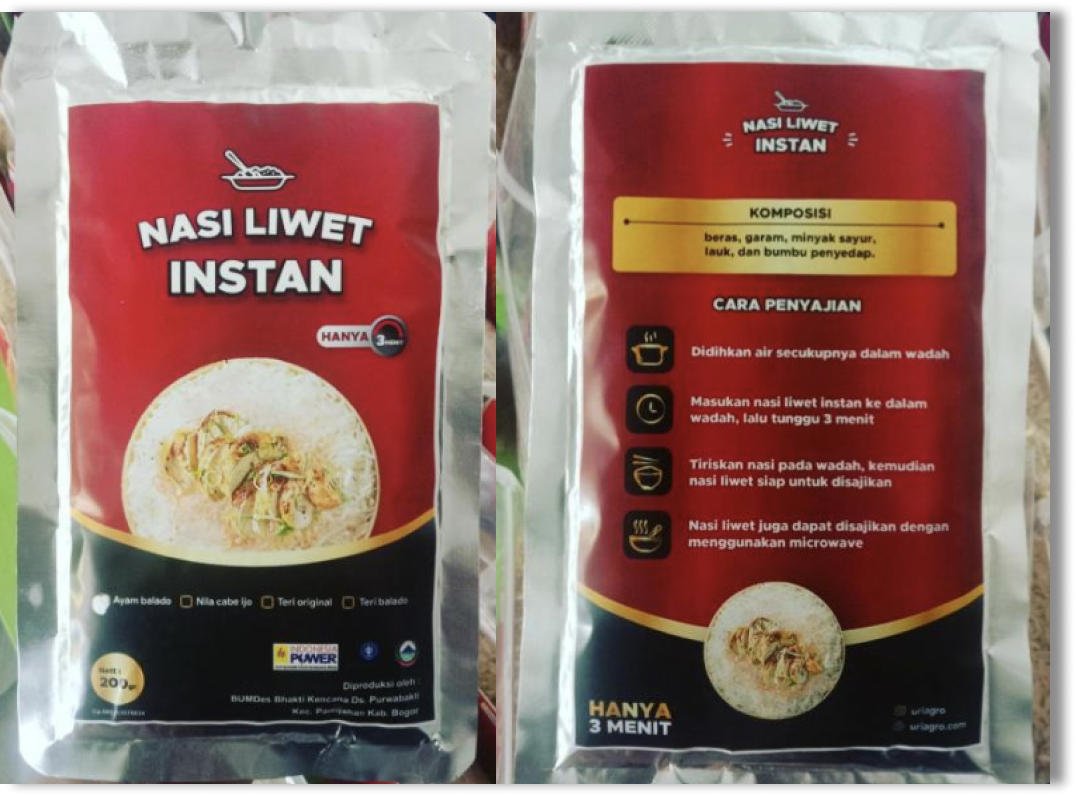 NASI LIWET
INSTAN
HANYA 3 MENIT
Ayam balado
Nila cabe ijo
Teri original
Teri balado
INDONESIA
POWER
Netto
200gr
Diproduksi oleh :
BUMDes Bhakti Kencana Ds. Purwabakti
Kec. Pamijahan Kab. Bogor
NASI LIWET
INSTAN
KOMPOSISI
beras, garam, minyak sayur,
lauk, dan bumbu penyedap.
CARA PENYAJIAN
Didihkan air secukupnya dalam wadah
Masukan nasi liwet instan ke dalam
wadah, lalu tunggu 3 menit
Tiriskan nasi pada wadah, kemudian
nasi liwet siap untuk disajikan
Nasi liwet juga dapat disajikan dengan
menggunakan microwave
HANYA
3 MENIT
uriagro
uriagro.com